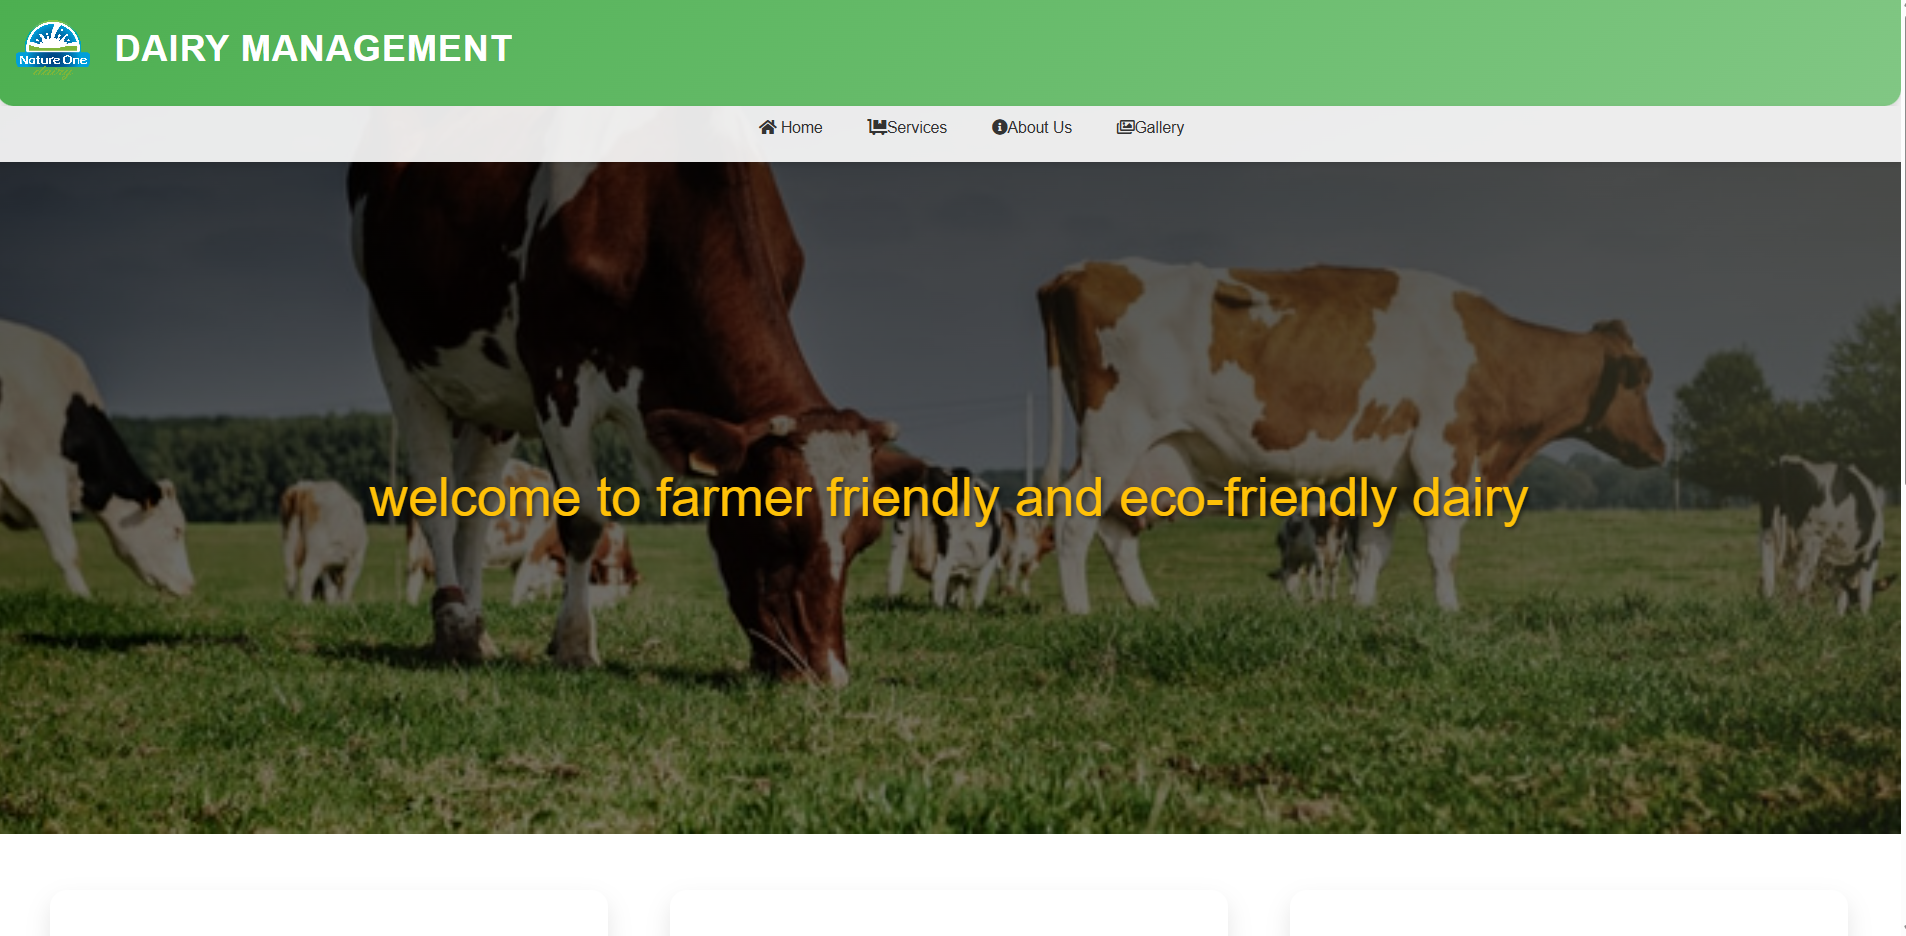 Nature One
dairy
DAIRY MANAGEMENT
Home
Services
About Us
Gallery
welcome to farmer friendly and eco-friendly dairy